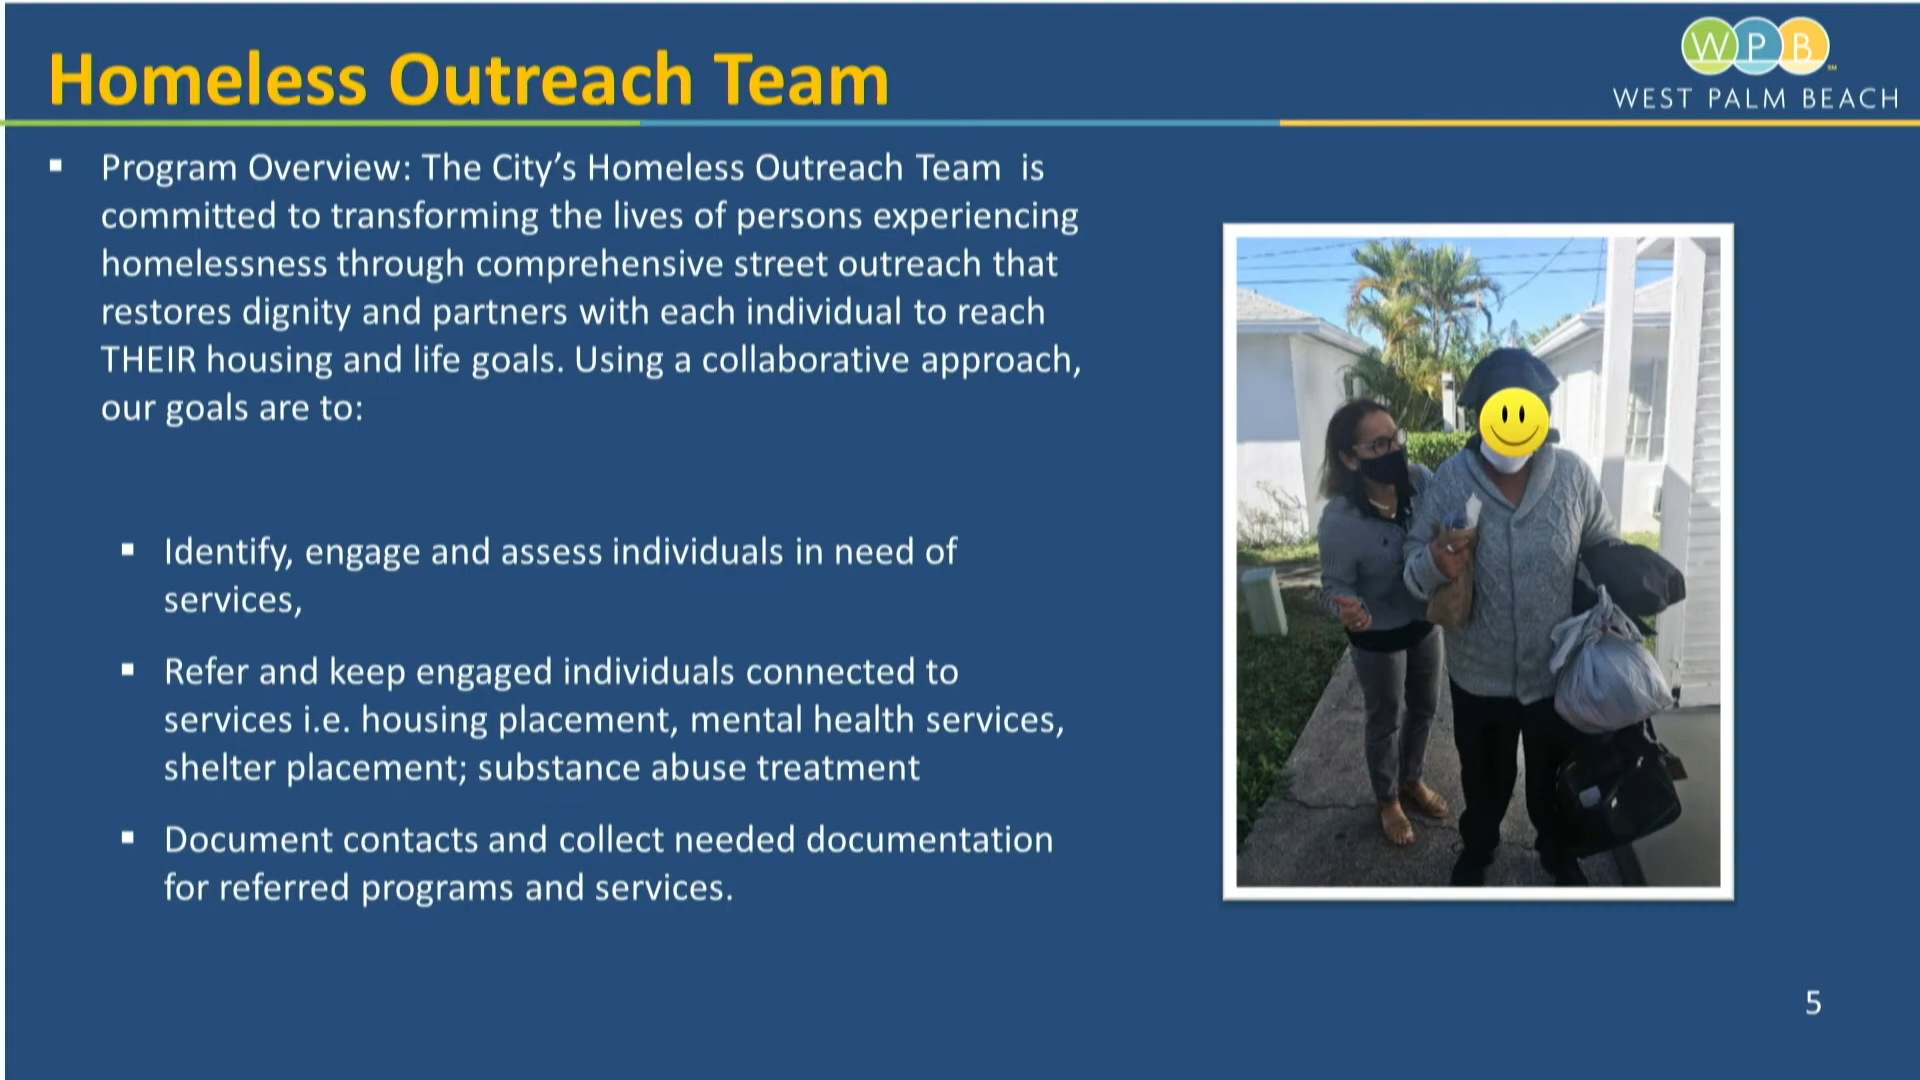 Homeless Outreach Team
W P B
WEST PALM BEACH
▪ Program Overview: The City’s Homeless Outreach Team  is
committed to transforming the lives of persons experiencing
homelessness through comprehensive street outreach that
restores dignity and partners with each individual to reach
THEIR housing and life goals. Using a collaborative approach,
our goals are to:
▪ Identify, engage and assess individuals in need of
services,
▪ Refer and keep engaged individuals connected to
services i.e. housing placement, mental health services,
shelter placement; substance abuse treatment
▪ Document contacts and collect needed documentation
for referred programs and services.
5